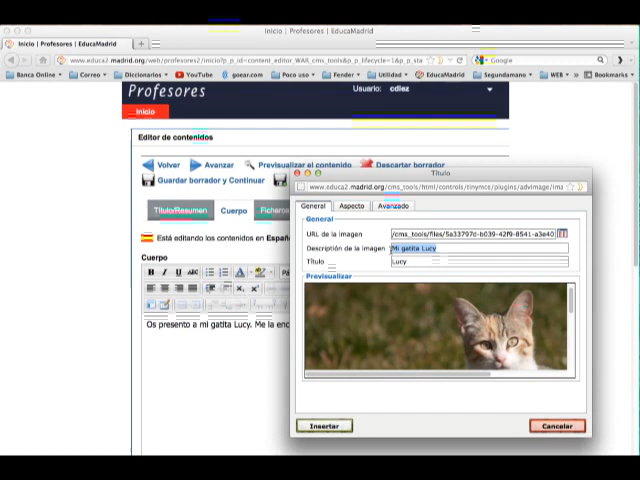 Inicio | Profesores | EducaMadrid
Inicio | Profesores | EducaMadrid
www.educa2.madrid.org/web/profesores2/inicio?p_p_id=content_editor_WAR_cms_tools&p_p_lifecycle=1&p_p_sta
Google
Banca Online Correo Diccionarios YouTube goear.com Poco uso Fender Utilidad EducaMadrid Segundamano WEB » Bookmarks
Profesores
Usuario: cdiez
Inicio
Editor de contenidos
Volver Avanzar Previsualizar el contenido Descartar borrador
Guardar borrador y Continuar
Título/Resumen Cuerpo Ficheros
Está editando los contenidos en Españo
Cuerpo
B I U ABC
Os presento a mi gatita Lucy. Me la enc
Título
www.educa2.madrid.org/cms_tools/html/controls/tinymce/plugins/advimage/ima
General Aspecto Avanzado
General
URL de la imagen /cms_tools/files/5a33797d-b039-42f9-8541-a3e40
Descripción de la imagen Mi gatita Lucy
Título Lucy
Previsualizar
Insertar Cancelar